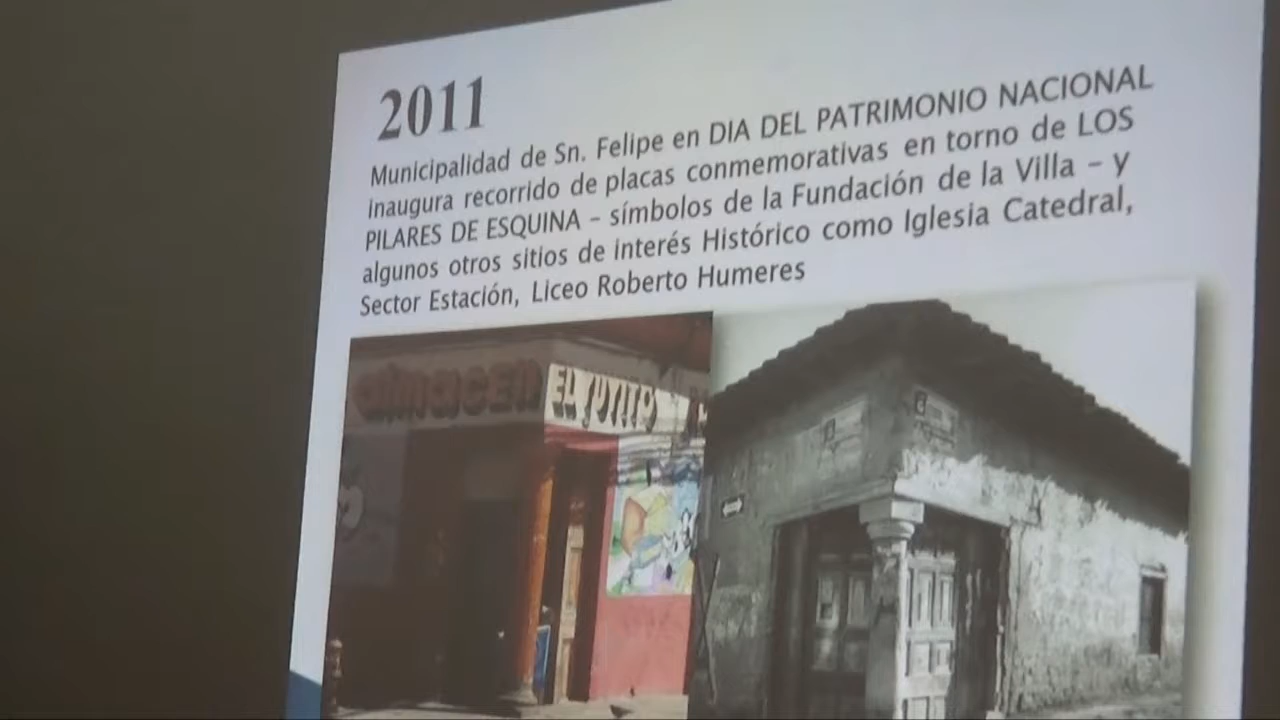 2011
Municipalidad de Sn. Felipe en DIA DEL PATRIMONIO NACIONAL
inaugura recorrido de placas conmemorativas en torno de LOS
PILARES DE ESQUINA – símbolos de la Fundación de la Villa – y
algunos otros sitios de interés Histórico como Iglesia Catedral,
Sector Estación, Liceo Roberto Humeres
almacen
EL